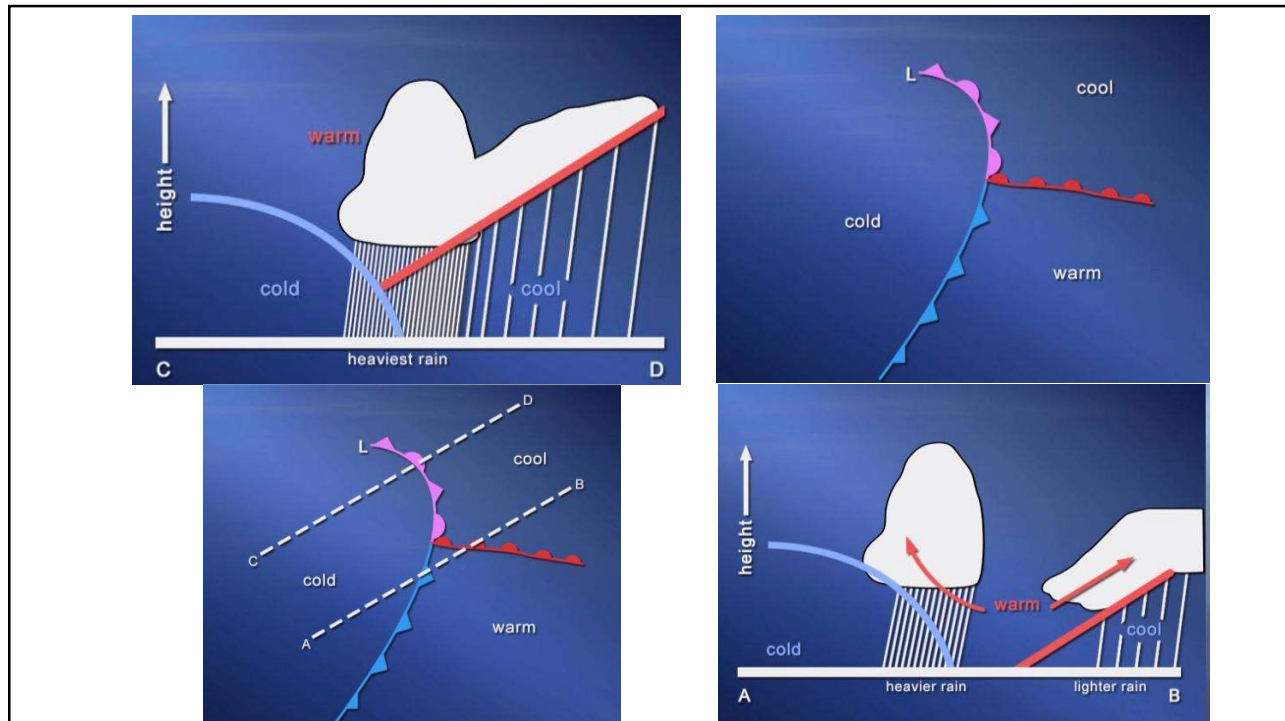 warm
height
cold
cool
heaviest rain
C
D
L
cool
cold
warm
D
L
cool
B
C
cold
A
warm
height
warm
cool
cold
heavier rain
lighter rain
A
B